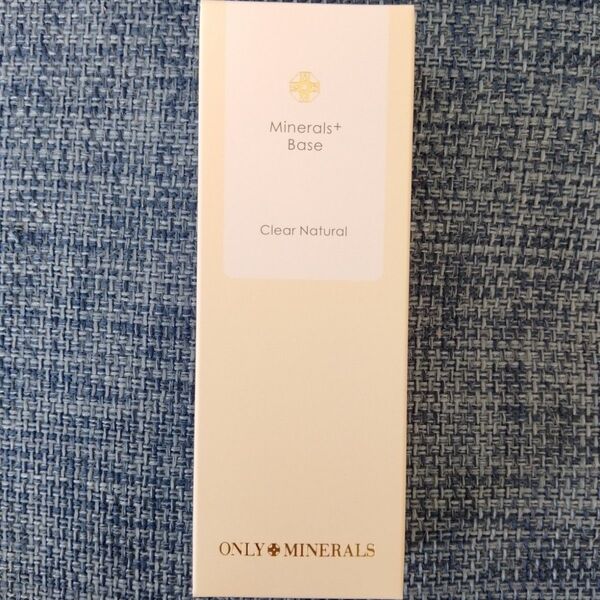 Minerals+
Base
Clear Natural
ONLY MINERALS